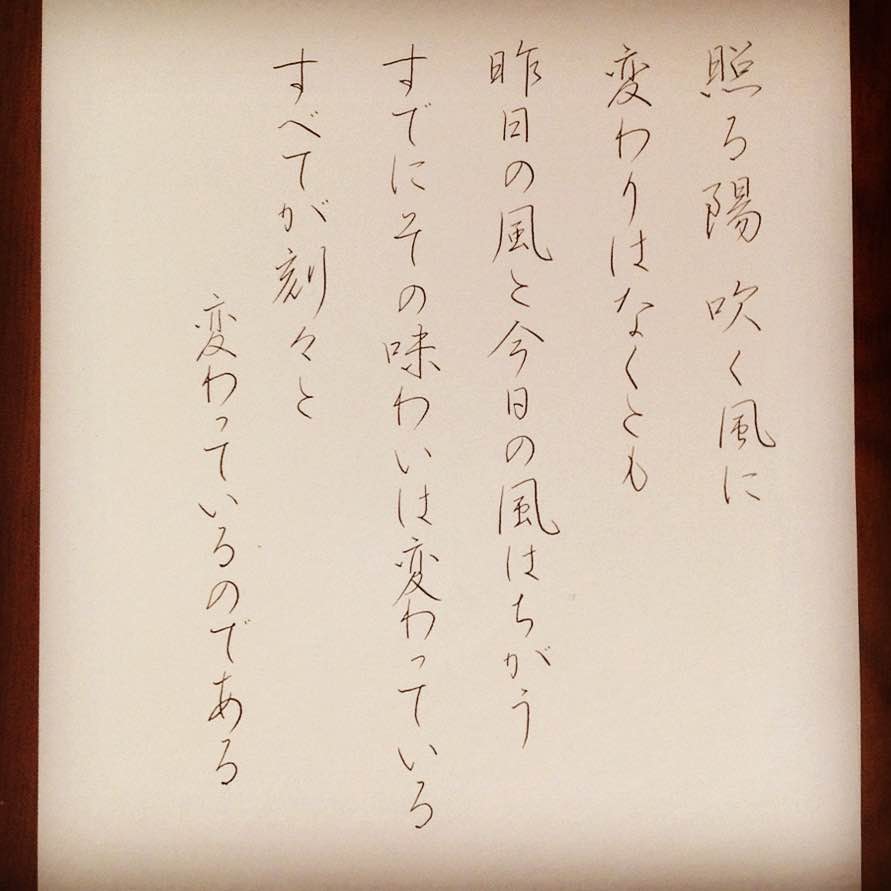 照る陽 吹く風に
変わりはなくとも
昨日の風と今日の風はちがう
すでにその味わいは変わっている
すべてが刻々と
変わっているのである